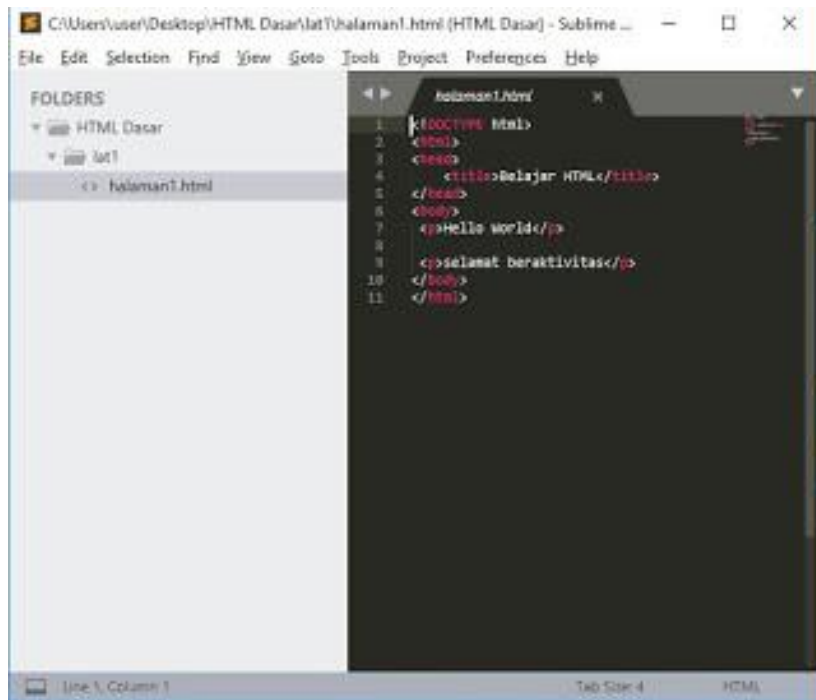 C:\Users\user\Desktop\HTML Dasar\lat1\halaman1.html (HTML Dasar) - Sublime ...
File Edit Selection Find View Goto Tools Project Preferences Help
FOLDERS
HTML Dasar
lat1
<> halaman1.html
halaman1.html
1 <!DOCTYPE html>
2 <html>
3 <head>
4 <title>Belajar HTML</title>
5 </head>
6 <body>
7 <p>Hello World</p>
8
9 <p>selamat beraktivitas</p>
10 </body>
11 </html>
Line 1, Column 1 Tab Size: 4 HTML